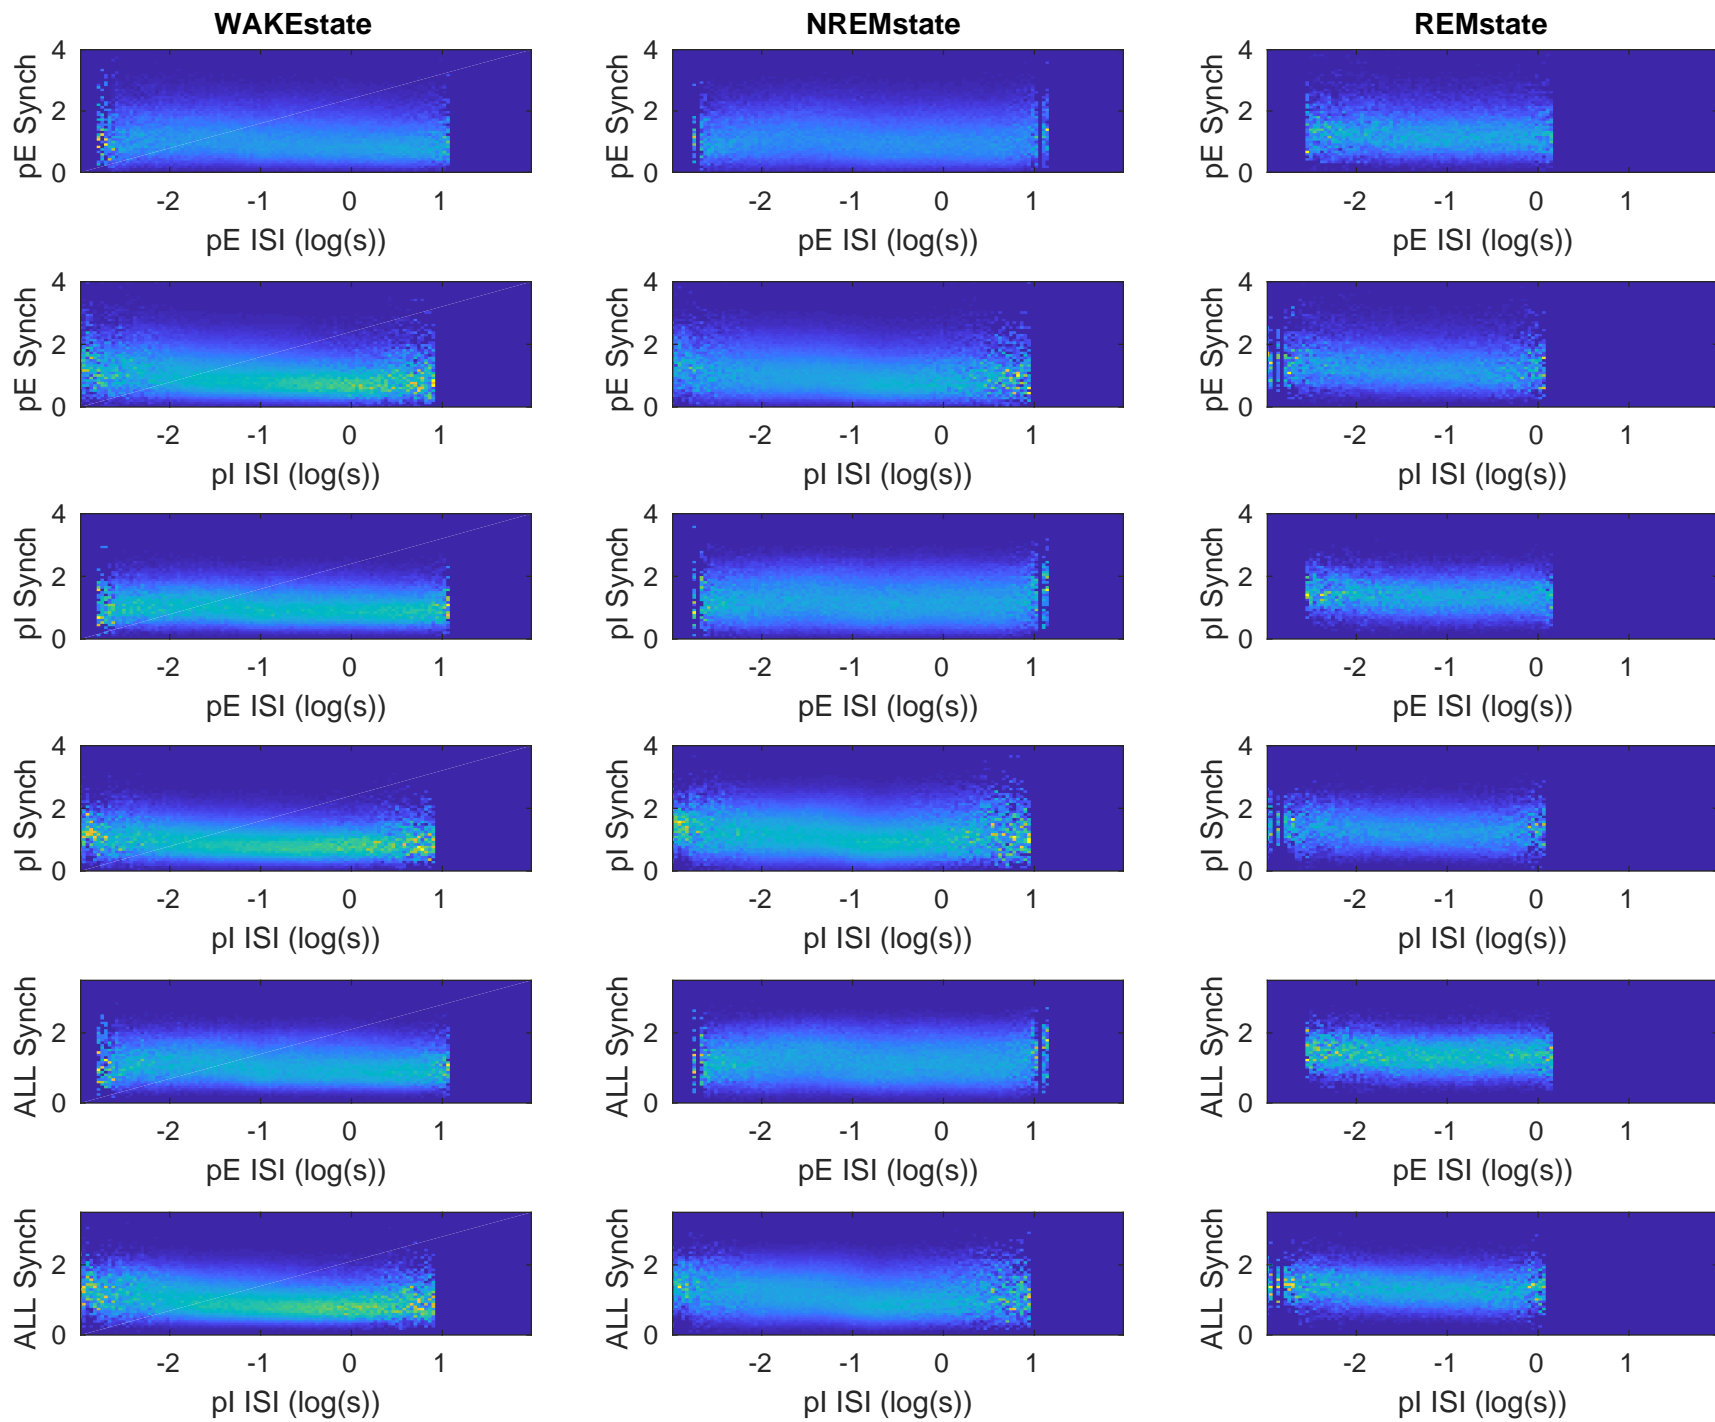 WAKEstate NREMstate REMstate
pE Synch 4 2 0 pE Synch 4 2 0 pE Synch 4 2 0
-2 -1 0 1 -2 -1 0 1 -2 -1 0 1
pE ISI (log(s)) pE ISI (log(s)) pE ISI (log(s))
pE Synch 4 2 0 pE Synch 4 2 0 pE Synch 4 2 0
-2 -1 0 1 -2 -1 0 1 -2 -1 0 1
pI ISI (log(s)) pI ISI (log(s)) pI ISI (log(s))
pI Synch 4 2 0 pI Synch 4 2 0 pI Synch 4 2 0
-2 -1 0 1 -2 -1 0 1 -2 -1 0 1
pE ISI (log(s)) pE ISI (log(s)) pE ISI (log(s))
pI Synch 4 2 0 pI Synch 4 2 0 pI Synch 4 2 0
-2 -1 0 1 -2 -1 0 1 -2 -1 0 1
pI ISI (log(s)) pI ISI (log(s)) pI ISI (log(s))
ALL Synch 2 0 ALL Synch 2 0 ALL Synch 2 0
-2 -1 0 1 -2 -1 0 1 -2 -1 0 1
pE ISI (log(s)) pE ISI (log(s)) pE ISI (log(s))
ALL Synch 2 0 ALL Synch 2 0 ALL Synch 2 0
-2 -1 0 1 -2 -1 0 1 -2 -1 0 1
pI ISI (log(s)) pI ISI (log(s)) pI ISI (log(s))